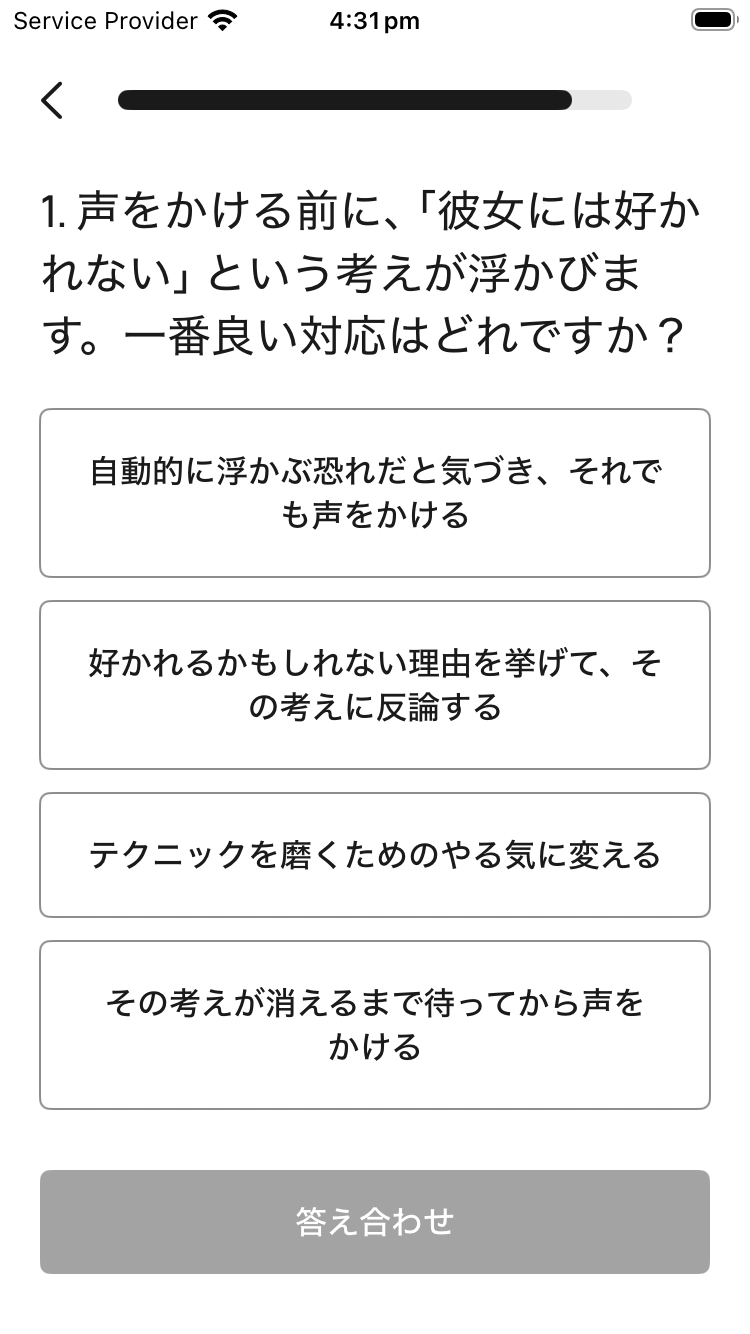 Service Provider 4:31 pm
1. 声をかける前に、「彼女には好か
れない」という考えが浮かびま
す。一番良い対応はどれですか？
自動的に浮かぶ恐れだと気づき、それで
も声をかける
好かれるかもしれない理由を挙げて、そ
の考えに反論する
テクニックを磨くためのやる気に変える
その考えが消えるまで待ってから声を
かける
答え合わせ